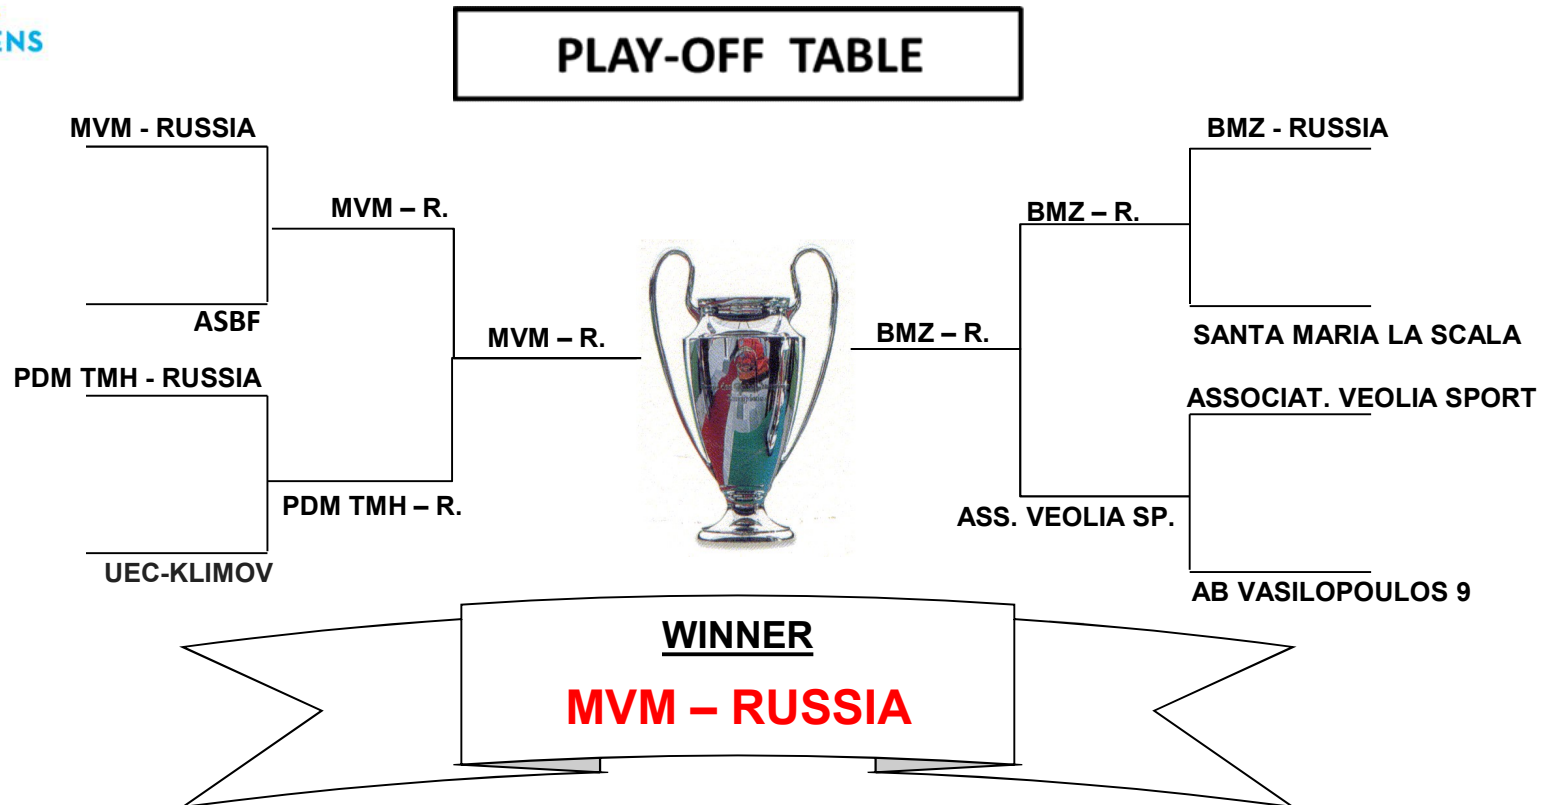 ENS
PLAY-OFF TABLE
MVM - RUSSIA
BMZ - RUSSIA
MVM – R.
BMZ – R.
ASBF
MVM – R.
BMZ – R.
SANTA MARIA LA SCALA
PDM TMH - RUSSIA
ASSOCIAT. VEOLIA SPORT
PDM TMH – R.
ASS. VEOLIA SP.
UEC-KLIMOV
AB VASILOPOULOS 9
WINNER
MVM – RUSSIA